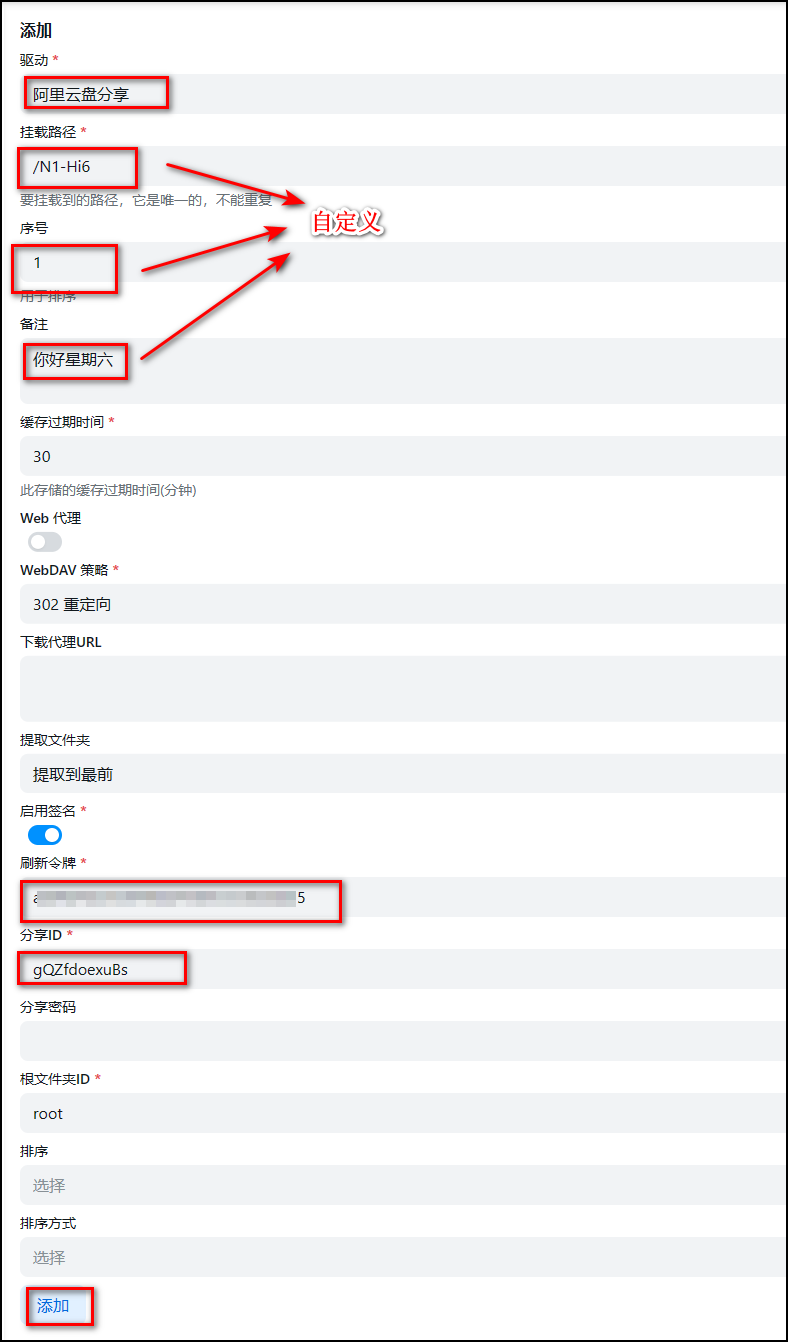 添加
驱动 *
阿里云盘分享
挂载路径 *
/N1-Hi6
要挂载到的路径，它是唯一的，不能重复
自定义
序号
1
用于排序
备注
你好星期六
缓存过期时间 *
30
此存储的缓存过期时间(分钟)
Web 代理
WebDAV 策略 *
302 重定向
下载代理URL
提取文件夹
提取到最前
启用签名 *
刷新令牌 *
a 5
分享ID *
gQZfdoexuBs
分享密码
根文件夹ID *
root
排序
选择
排序方式
选择
添加